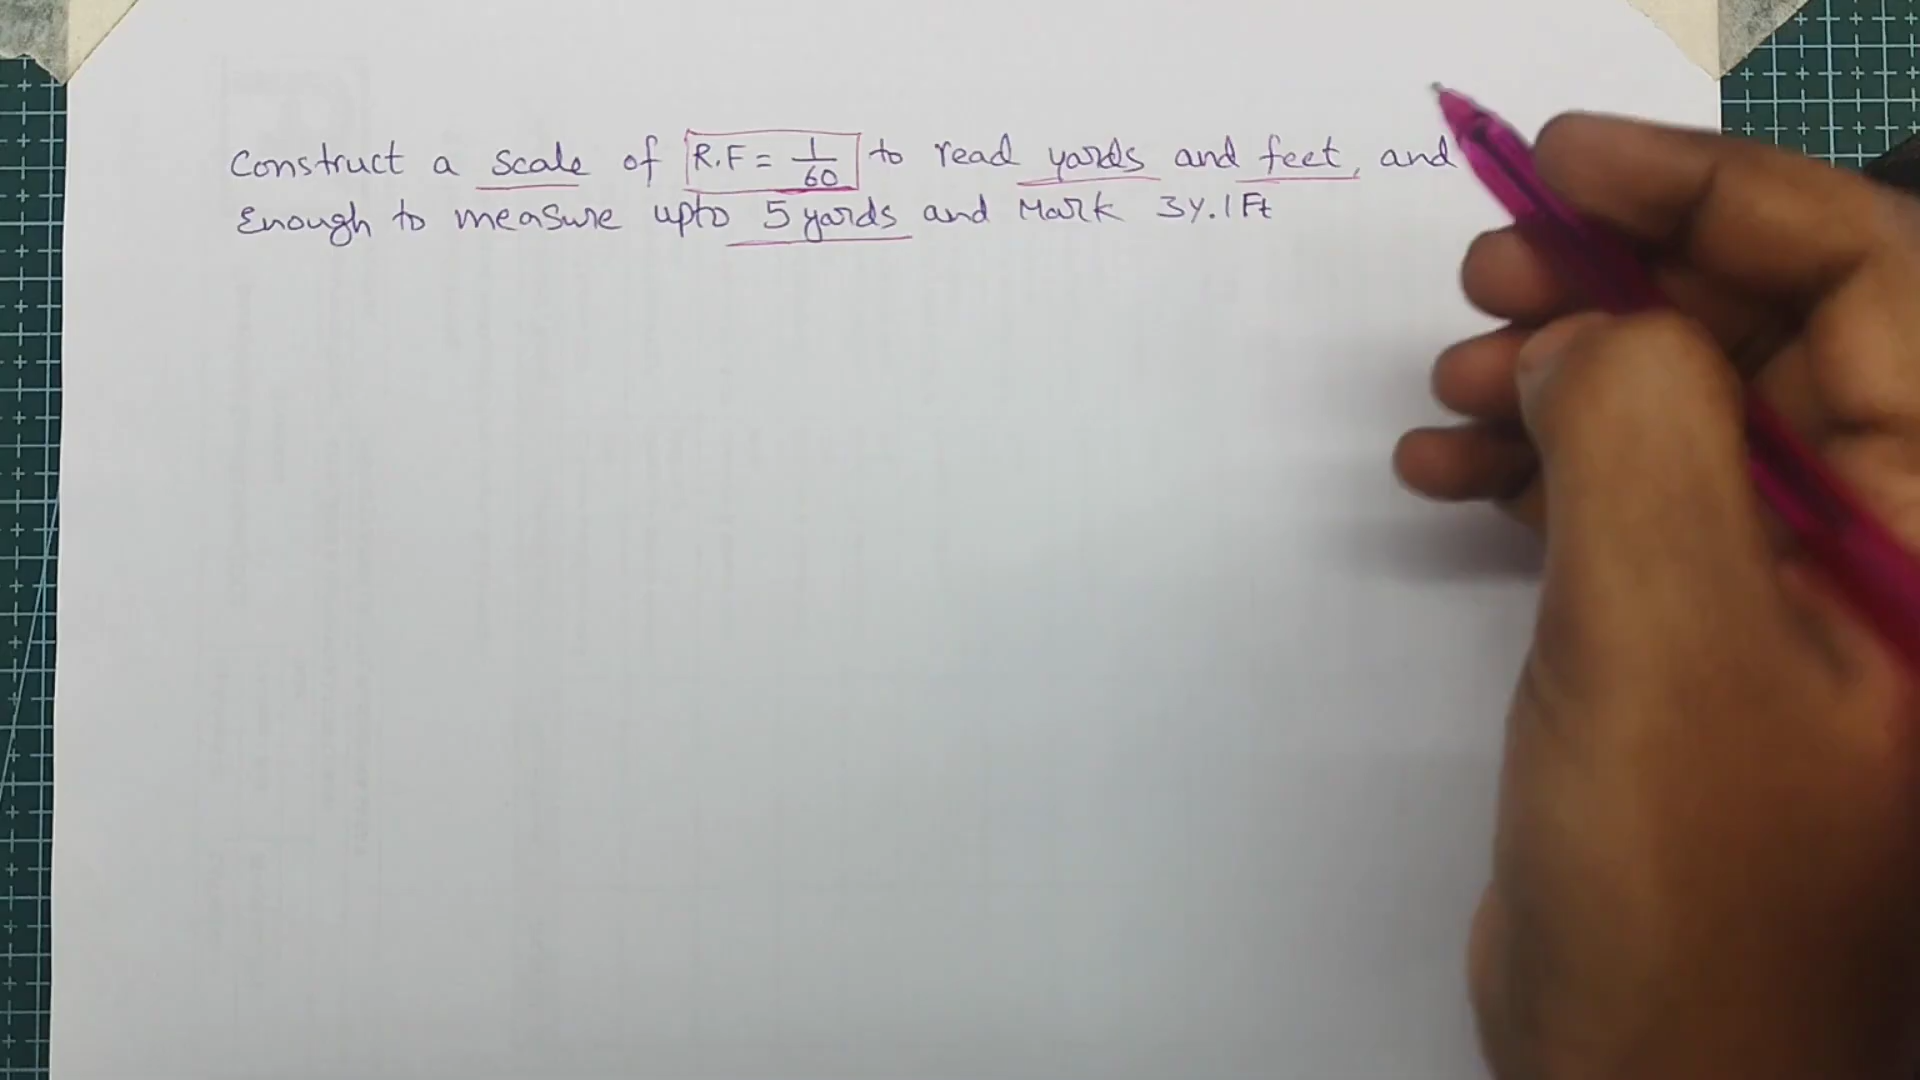 Construct a scale of R.F = 1/60 to read yards and feet, and
Enough to measure upto 5 yards and Mark 3y.1Ft